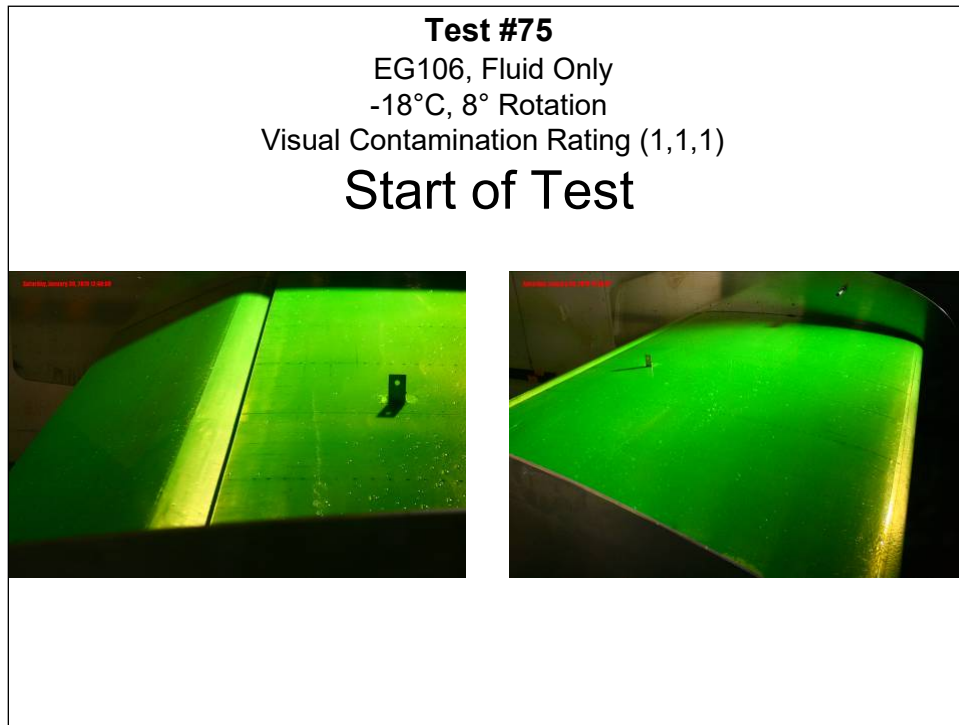 Test #75
EG106, Fluid Only
-18°C, 8° Rotation
Visual Contamination Rating (1,1,1)
Start of Test